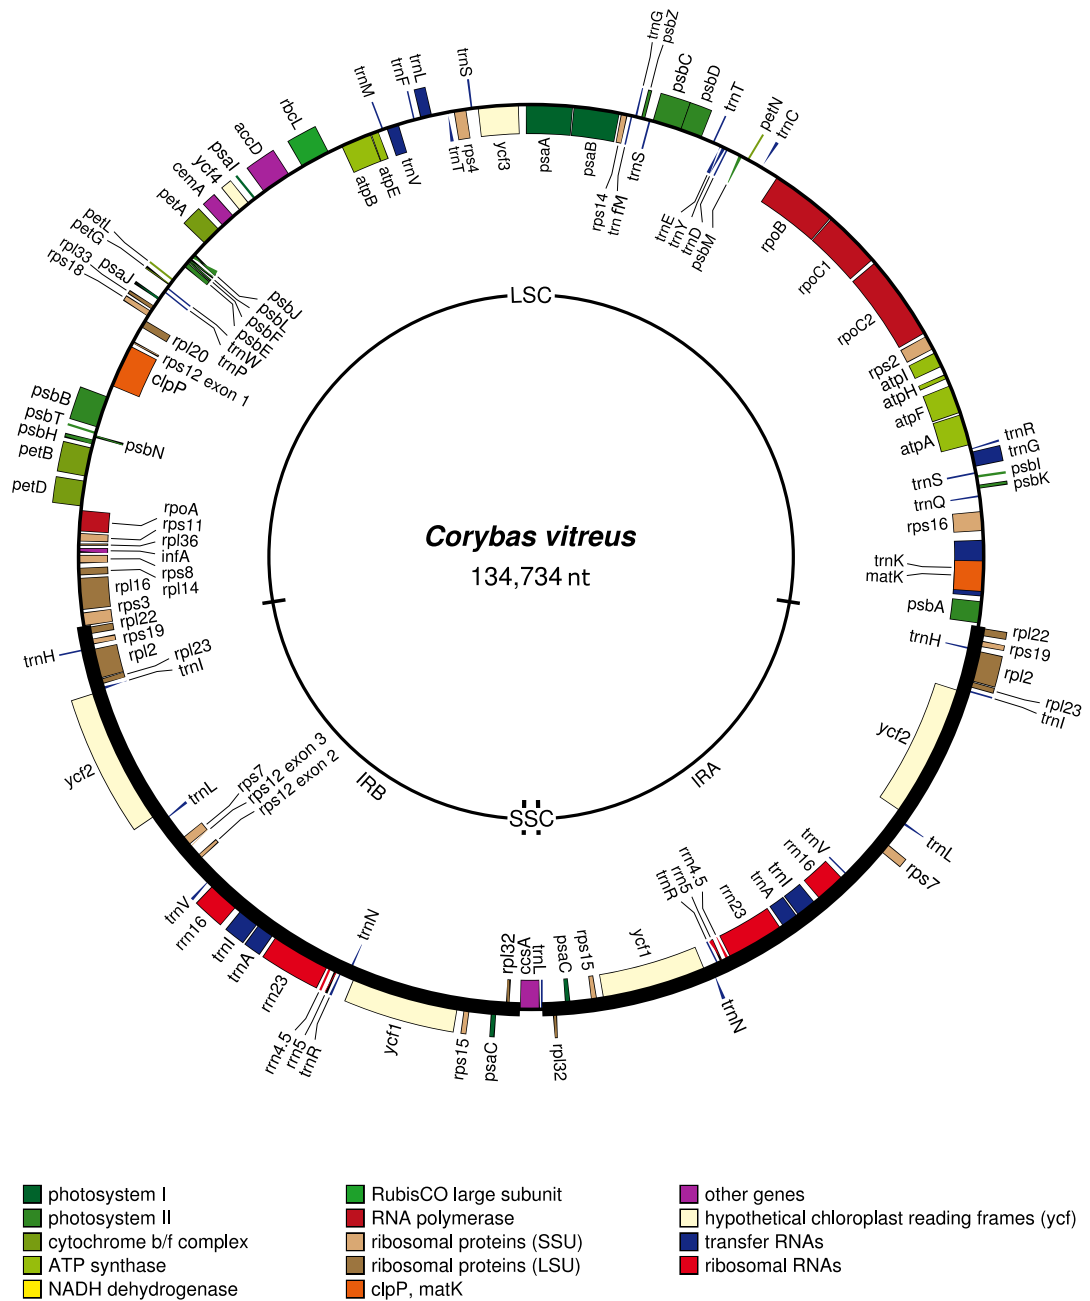 trnG
psbZ
psbC
psbD
trnT
petN
trnC
trnS
trnL
trnF
trnM
rbcL
accD
psaI
ycf4
cemA
petA
petL
petG
psaJ
rpl33
rps18
atpB
atpE
trnV
trnT
rps4
ycf3
psaA
psaB
rps14
trn fM
trnS
trnE
trnY
trnD
psbM
rpoB
rpoC1
rpoC2
rps2
atpI
atpH
atpF
atpA
trnR
trnG
psbI
psbK
trnS
trnQ
rps16
trnK
matK
psbA
psbJ
psbL
psbF
psbE
trnW
trnP
rpl20
rps12 exon 1
clpP
psbB
psbT
psbH
psbN
petB
petD
rpoA
rps11
rpl36
infA
rps8
rpl14
rpl16
rps3
rpl22
rps19
rpl2
rpl23
trnI
trnH
LSC
Corybas vitreus
134,734 nt
IRB
IRA
SSC
trnH
rpl22
rps19
rpl2
rpl23
trnI
ycf2
ycf2
trnL
rps7
rps12 exon 3
rps12 exon 2
trnV
rrn16
trnI
trnA
rrn23
rrn4.5
rrn5
trnR
trnN
ycf1
rps15
psaC
rpl32
ccsA
trnL
rpl32
psaC
rps15
ycf1
trnN
trnR
rrn5
rrn4.5
rrn23
trnA
trnI
rrn16
trnV
trnL
rps7
photosystem I
photosystem II
cytochrome b/f complex
ATP synthase
NADH dehydrogenase
RubisCO large subunit
RNA polymerase
ribosomal proteins (SSU)
ribosomal proteins (LSU)
clpP, matK
other genes
hypothetical chloroplast reading frames (ycf)
transfer RNAs
ribosomal RNAs